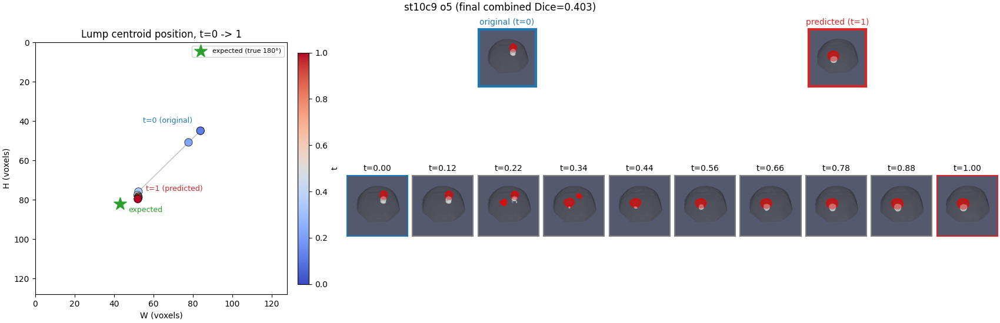 st10c9 o5 (final combined Dice=0.403)
Lump centroid position, t=0 -> 1
expected (true 180°)
t=0 (original)
t=1 (predicted)
expected
0
20
40
60
80
100
120
H (voxels)
0 20 40 60 80 100 120
W (voxels)
1.0
0.8
0.6
0.4
0.2
0.0
t
original (t=0)
predicted (t=1)
t=0.00 t=0.12 t=0.22 t=0.34 t=0.44 t=0.56 t=0.66 t=0.78 t=0.88 t=1.00